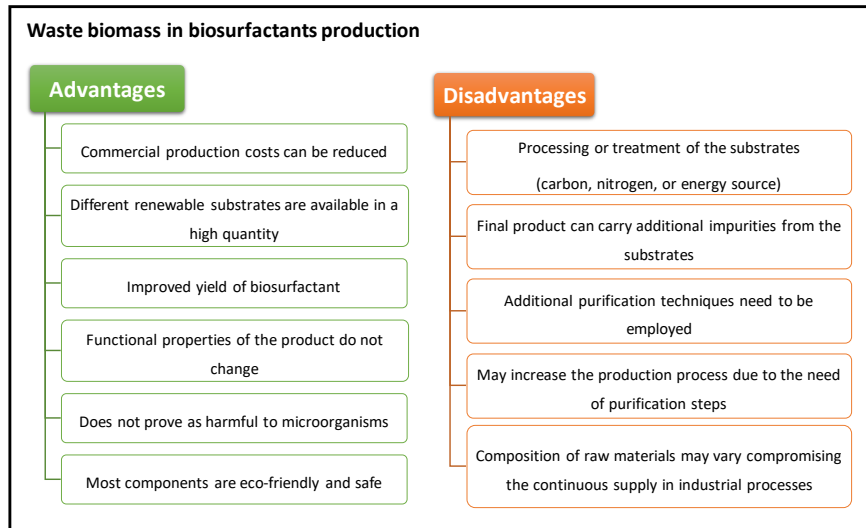 Waste biomass in biosurfactants production
Advantages
Commercial production costs can be reduced
Different renewable substrates are available in a
high quantity
Improved yield of biosurfactant
Functional properties of the product do not
change
Does not prove as harmful to microorganisms
Most components are eco-friendly and safe
Disadvantages
Processing or treatment of the substrates
(carbon, nitrogen, or energy source)
Final product can carry additional impurities from the
substrates
Additional purification techniques need to be
employed
May increase the production process due to the need
of purification steps
Composition of raw materials may vary compromising
the continuous supply in industrial processes